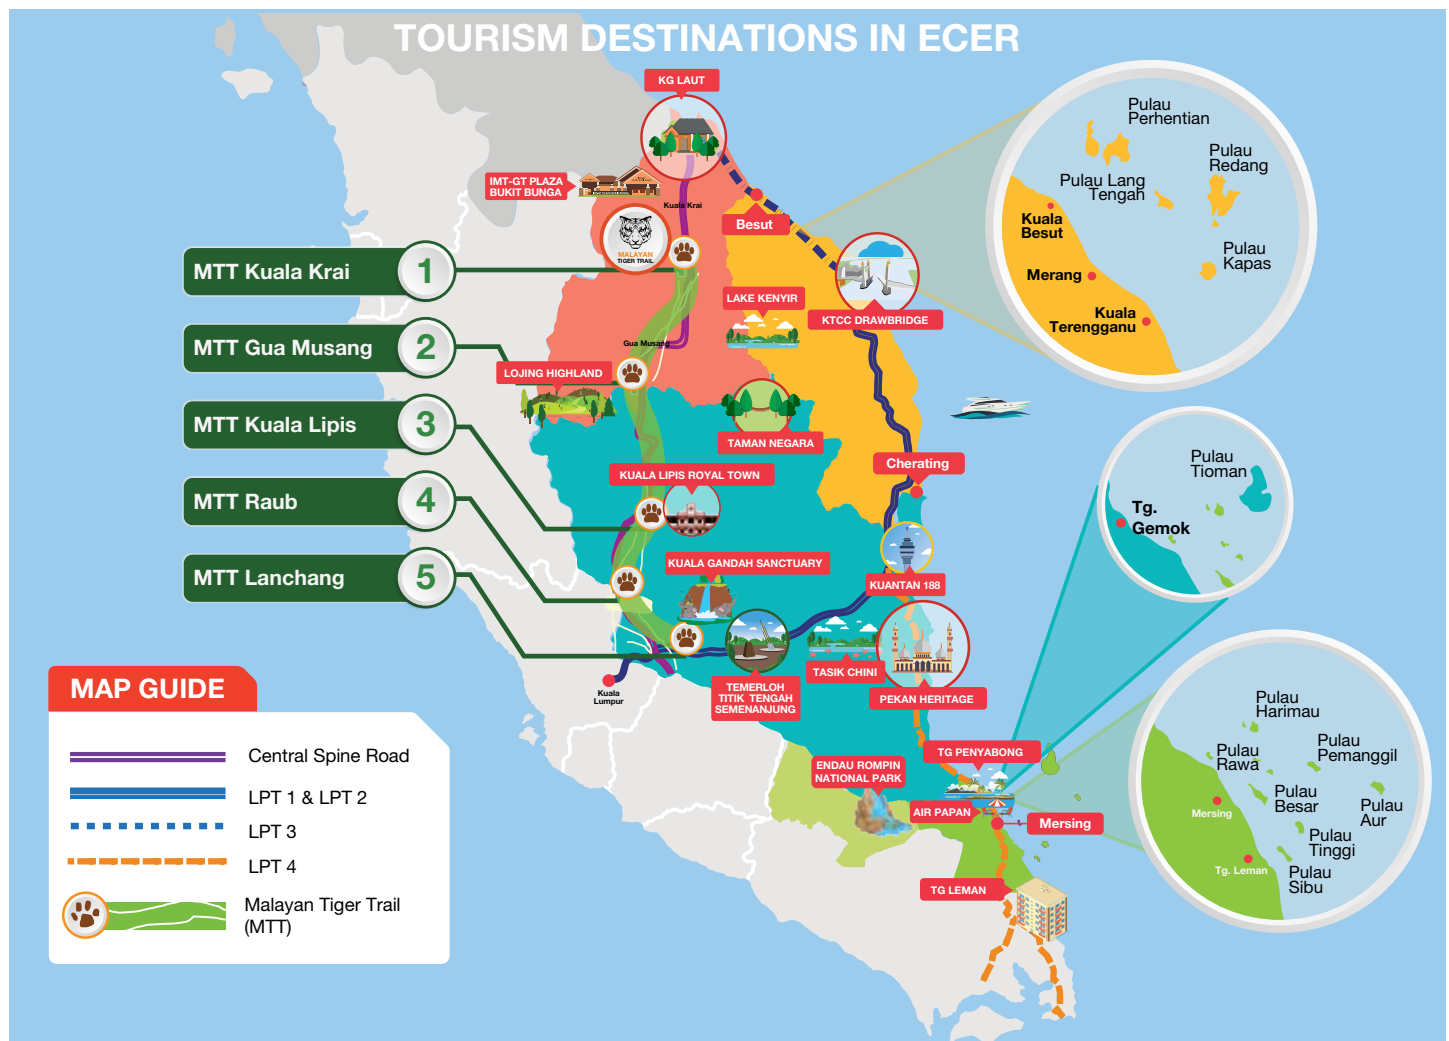 TOURISM DESTINATIONS IN ECER
KG LAUT
IMT-GT PLAZA
BUKIT BUNGA
Kuala Krai
MALAYAN
TIGER TRAIL
Besut
LAKE KENYIR
KTCC DRAWBRIDGE
Gua Musang
LOJING HIGHLAND
TAMAN NEGARA
Cherating
KUALA LIPIS ROYAL TOWN
KUALA GANDAH SANCTUARY
KUANTAN 188
TASIK CHINI
PEKAN HERITAGE
TEMERLOH
TITIK TENGAH
SEMENANJUNG
Kuala
Lumpur
ENDAU ROMPIN
NATIONAL PARK
TG PENYABONG
AIR PAPAN
Mersing
TG LEMAN
MTT Kuala Krai
1
MTT Gua Musang
2
MTT Kuala Lipis
3
MTT Raub
4
MTT Lanchang
5
Pulau
Perhentian
Pulau
Redang
Pulau Lang
Tengah
Kuala
Besut
Pulau
Kapas
Merang
Kuala
Terengganu
Pulau
Tioman
Tg.
Gemok
Pulau
Harimau
Pulau
Rawa
Pulau
Pemanggil
Pulau
Besar
Pulau
Aur
Mersing
Pulau
Tinggi
Tg. Leman
Pulau
Sibu
MAP GUIDE
Central Spine Road
LPT 1 & LPT 2
LPT 3
LPT 4
Malayan Tiger Trail
(MTT)